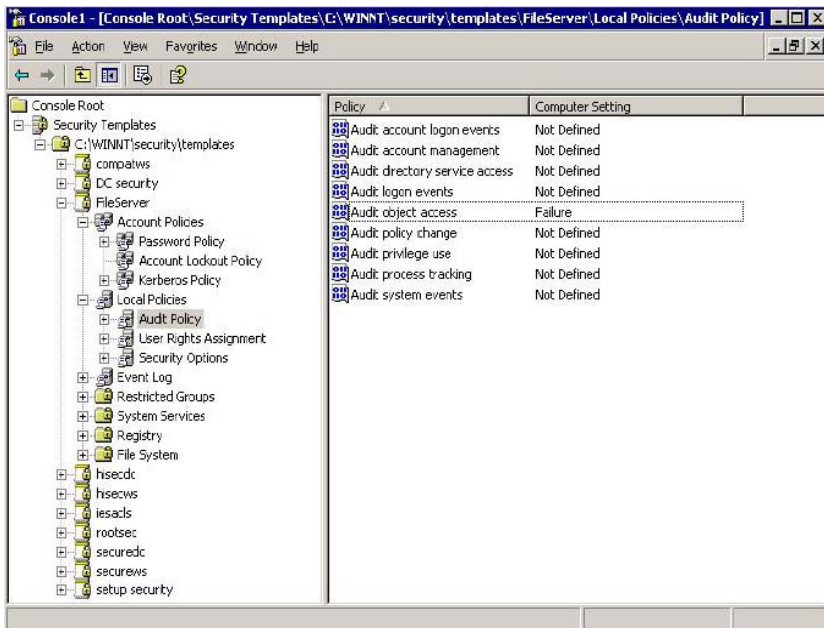 Console1 - [Console Root\Security Templates\C:\WINNT\security\templates\FileServer\Local Policies\Audit Policy]
File Action View Favorites Window Help
Console Root
Security Templates
C:\WINNT\security\templates
compatws
DC security
FileServer
Account Policies
Password Policy
Account Lockout Policy
Kerberos Policy
Local Policies
Audit Policy
User Rights Assignment
Security Options
Event Log
Restricted Groups
System Services
Registry
File System
hisecdc
hisecws
iesacls
rootsec
securedc
securews
setup security
Policy Computer Setting
Audit account logon events Not Defined
Audit account management Not Defined
Audit directory service access Not Defined
Audit logon events Not Defined
Audit object access Failure
Audit policy change Not Defined
Audit privilege use Not Defined
Audit process tracking Not Defined
Audit system events Not Defined